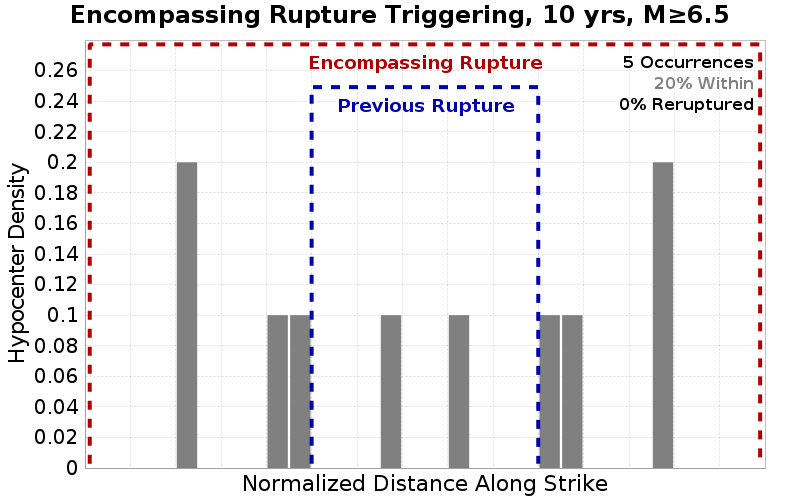 Encompassing Rupture Triggering, 10 yrs, M≥6.5
Encompassing Rupture
Previous Rupture
5 Occurrences
20% Within
0% Reruptured
Hypocenter Density
0.26
0.24
0.22
0.2
0.18
0.16
0.14
0.12
0.1
0.08
0.06
0.04
0.02
0
Normalized Distance Along Strike